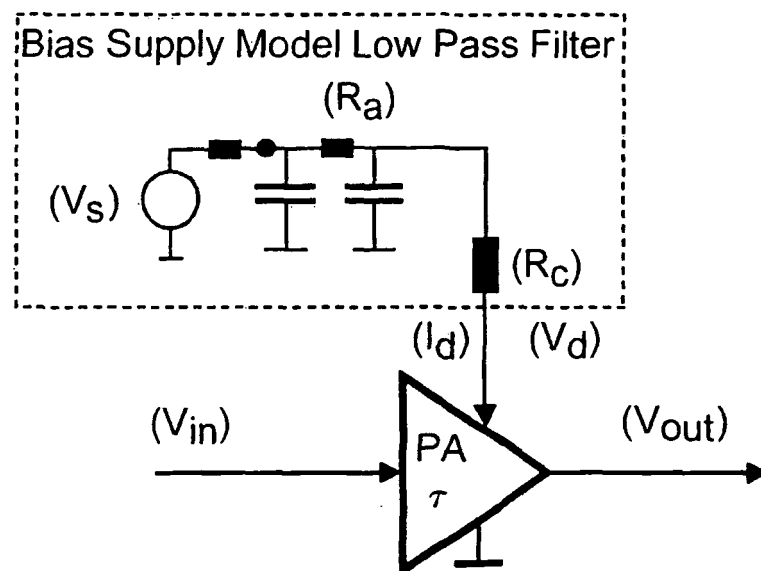 Bias Supply Model Low Pass Filter
(Ra)
(Vs)
(Rc)
(Id) (Vd)
(Vin) (Vout)
PA
τ